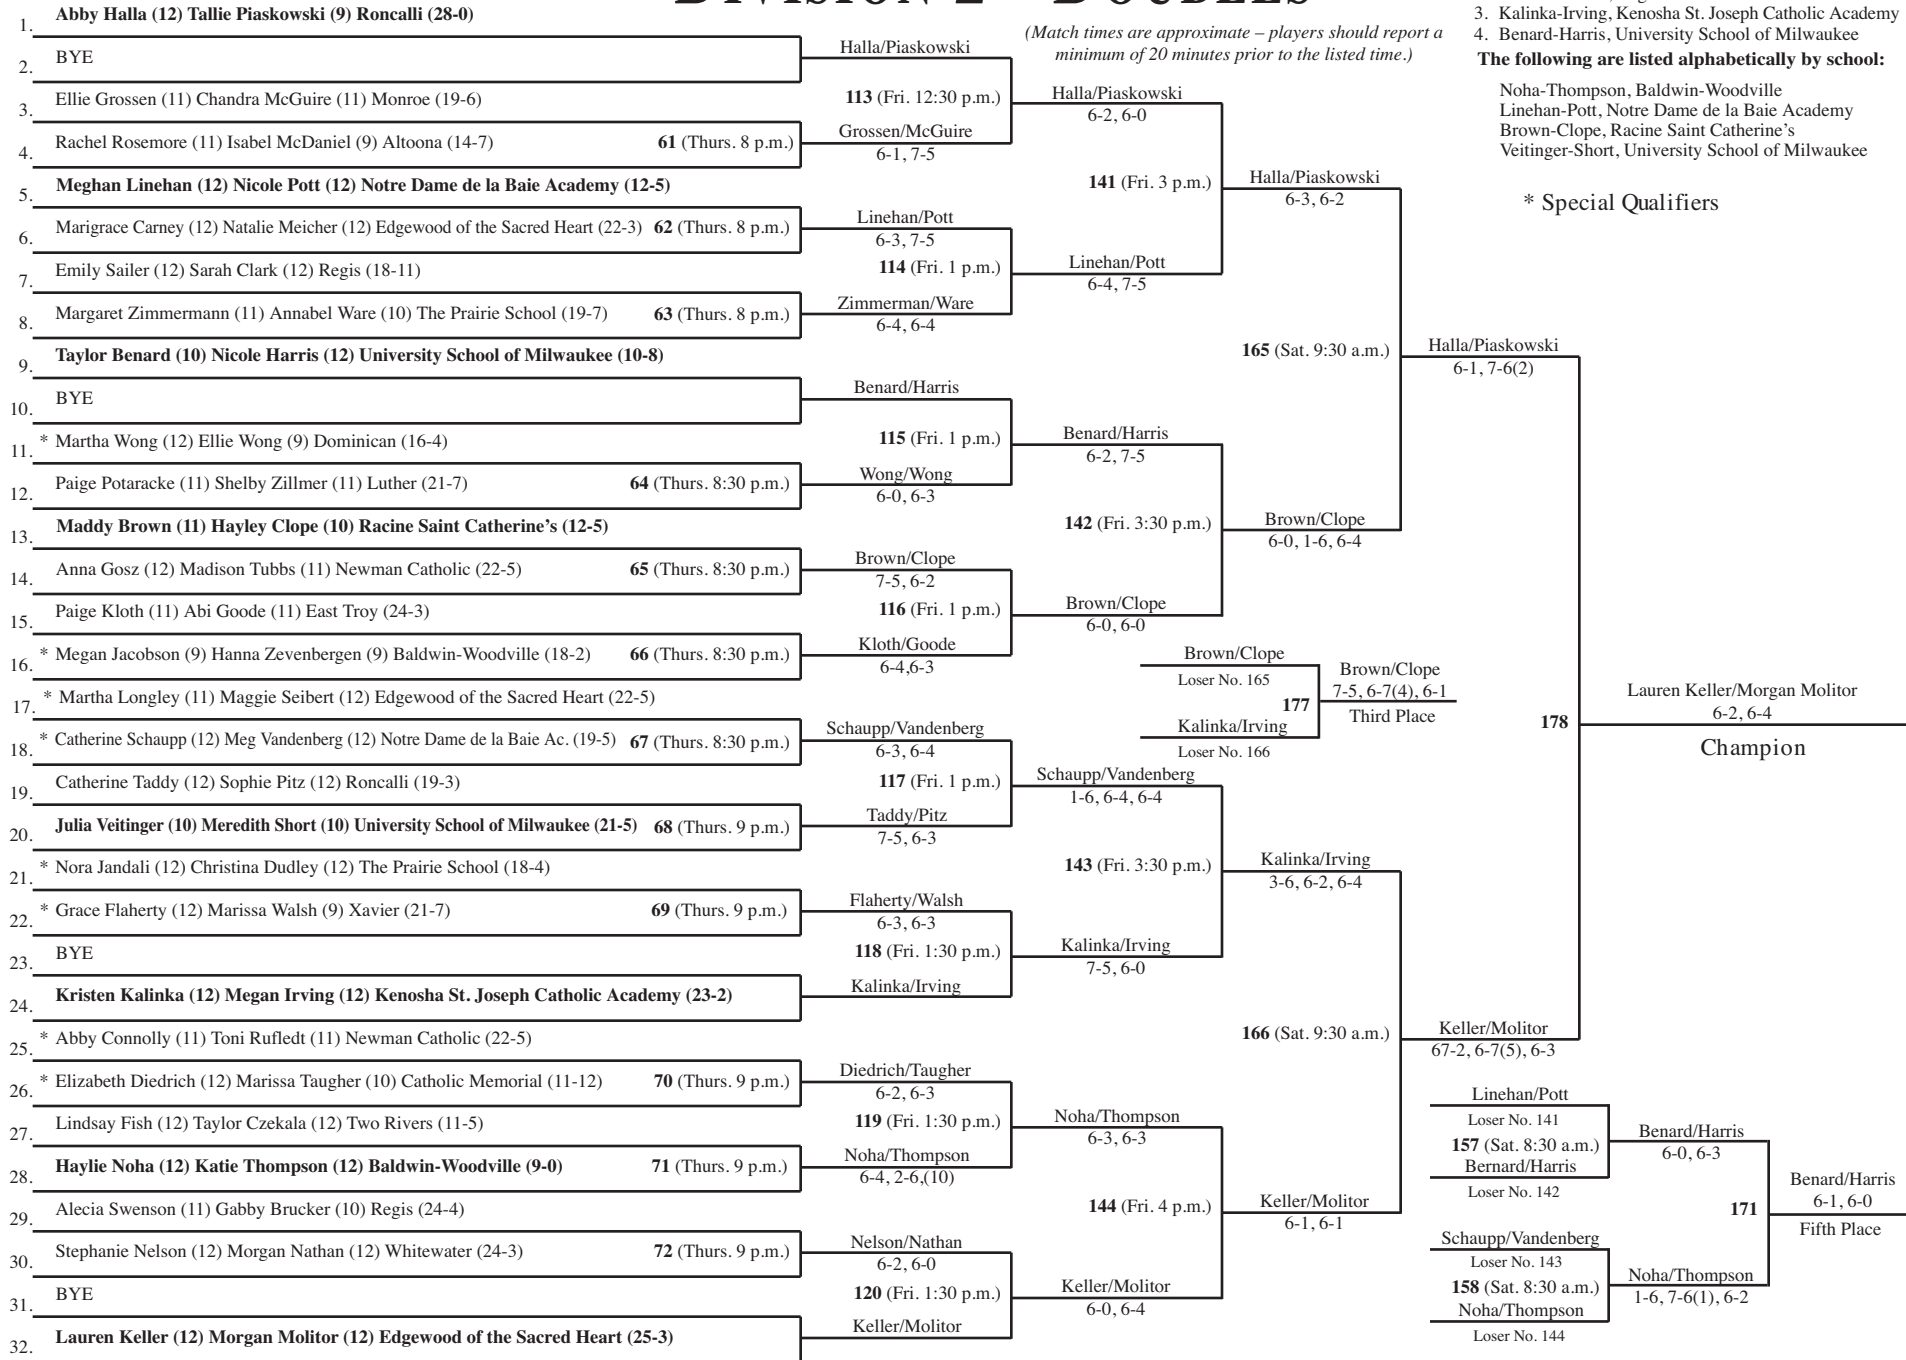 DIVISION 2 – DOUBLES
(Match times are approximate – players should report a
minimum of 20 minutes prior to the listed time.)
3. Kalinka-Irving, Kenosha St. Joseph Catholic Academy
4. Benard-Harris, University School of Milwaukee
The following are listed alphabetically by school:
Noha-Thompson, Baldwin-Woodville
Linehan-Pott, Notre Dame de la Baie Academy
Brown-Clope, Racine Saint Catherine's
Veitinger-Short, University School of Milwaukee
* Special Qualifiers
1. Abby Halla (12) Tallie Piaskowski (9) Roncalli (28-0)
2. BYE
3. Ellie Grossen (11) Chandra McGuire (11) Monroe (19-6)
4. Rachel Rosemore (11) Isabel McDaniel (9) Altoona (14-7) 61 (Thurs. 8 p.m.)
5. Meghan Linehan (12) Nicole Pott (12) Notre Dame de la Baie Academy (12-5)
6. Marigrace Carney (12) Natalie Meicher (12) Edgewood of the Sacred Heart (22-3) 62 (Thurs. 8 p.m.)
7. Emily Sailer (12) Sarah Clark (12) Regis (18-11)
8. Margaret Zimmermann (11) Annabel Ware (10) The Prairie School (19-7) 63 (Thurs. 8 p.m.)
9. Taylor Benard (10) Nicole Harris (12) University School of Milwaukee (10-8)
10. BYE
11. * Martha Wong (12) Ellie Wong (9) Dominican (16-4)
12. Paige Potaracke (11) Shelby Zillmer (11) Luther (21-7) 64 (Thurs. 8:30 p.m.)
13. Maddy Brown (11) Hayley Clope (10) Racine Saint Catherine's (12-5)
14. Anna Gosz (12) Madison Tubbs (11) Newman Catholic (22-5) 65 (Thurs. 8:30 p.m.)
15. Paige Kloth (11) Abi Goode (11) East Troy (24-3)
16. * Megan Jacobson (9) Hanna Zevenbergen (9) Baldwin-Woodville (18-2) 66 (Thurs. 8:30 p.m.)
17. * Martha Longley (11) Maggie Seibert (12) Edgewood of the Sacred Heart (22-5)
18. * Catherine Schaupp (12) Meg Vandenberg (12) Notre Dame de la Baie Ac. (19-5) 67 (Thurs. 8:30 p.m.)
19. Catherine Taddy (12) Sophie Pitz (12) Roncalli (19-3)
20. Julia Veitinger (10) Meredith Short (10) University School of Milwaukee (21-5) 68 (Thurs. 9 p.m.)
21. * Nora Jandali (12) Christina Dudley (12) The Prairie School (18-4)
22. * Grace Flaherty (12) Marissa Walsh (9) Xavier (21-7) 69 (Thurs. 9 p.m.)
23. BYE
24. Kristen Kalinka (12) Megan Irving (12) Kenosha St. Joseph Catholic Academy (23-2)
25. * Abby Connolly (11) Toni Rufledt (11) Newman Catholic (22-5)
26. * Elizabeth Diedrich (12) Marissa Taugher (10) Catholic Memorial (11-12) 70 (Thurs. 9 p.m.)
27. Lindsay Fish (12) Taylor Czekala (12) Two Rivers (11-5)
28. Haylie Noha (12) Katie Thompson (12) Baldwin-Woodville (9-0) 71 (Thurs. 9 p.m.)
29. Alecia Swenson (11) Gabby Brucker (10) Regis (24-4)
30. Stephanie Nelson (12) Morgan Nathan (12) Whitewater (24-3) 72 (Thurs. 9 p.m.)
31. BYE
32. Lauren Keller (12) Morgan Molitor (12) Edgewood of the Sacred Heart (25-3)
Halla/Piaskowski
113 (Fri. 12:30 p.m.)
Grossen/McGuire
6-1, 7-5
Linehan/Pott
6-3, 7-5
114 (Fri. 1 p.m.)
Zimmerman/Ware
6-4, 6-4
Benard/Harris
115 (Fri. 1 p.m.)
Wong/Wong
6-0, 6-3
Brown/Clope
7-5, 6-2
116 (Fri. 1 p.m.)
Kloth/Goode
6-4,6-3
Schaupp/Vandenberg
6-3, 6-4
117 (Fri. 1 p.m.)
Taddy/Pitz
7-5, 6-3
Flaherty/Walsh
6-3, 6-3
118 (Fri. 1:30 p.m.)
Kalinka/Irving
Diedrich/Taugher
6-2, 6-3
119 (Fri. 1:30 p.m.)
Noha/Thompson
6-4, 2-6,(10)
Nelson/Nathan
6-2, 6-0
120 (Fri. 1:30 p.m.)
Keller/Molitor
Halla/Piaskowski
6-2, 6-0
141 (Fri. 3 p.m.)
Linehan/Pott
6-4, 7-5
Benard/Harris
6-2, 7-5
142 (Fri. 3:30 p.m.)
Brown/Clope
6-0, 6-0
Schaupp/Vandenberg
1-6, 6-4, 6-4
143 (Fri. 3:30 p.m.)
Kalinka/Irving
7-5, 6-0
Noha/Thompson
6-3, 6-3
144 (Fri. 4 p.m.)
Keller/Molitor
6-0, 6-4
Halla/Piaskowski
6-3, 6-2
165 (Sat. 9:30 a.m.)
Brown/Clope
6-0, 1-6, 6-4
Kalinka/Irving
3-6, 6-2, 6-4
166 (Sat. 9:30 a.m.)
Keller/Molitor
6-1, 6-1
Halla/Piaskowski
6-1, 7-6(2)
178
Keller/Molitor
67-2, 6-7(5), 6-3
Lauren Keller/Morgan Molitor
6-2, 6-4
Champion
Brown/Clope
Loser No. 165
177
Kalinka/Irving
Loser No. 166
Brown/Clope
7-5, 6-7(4), 6-1
Third Place
Linehan/Pott
Loser No. 141
157 (Sat. 8:30 a.m.)
Bernard/Harris
Loser No. 142
Benard/Harris
6-0, 6-3
171
Schaupp/Vandenberg
Loser No. 143
158 (Sat. 8:30 a.m.)
Noha/Thompson
Loser No. 144
Noha/Thompson
1-6, 7-6(1), 6-2
Benard/Harris
6-1, 6-0
Fifth Place